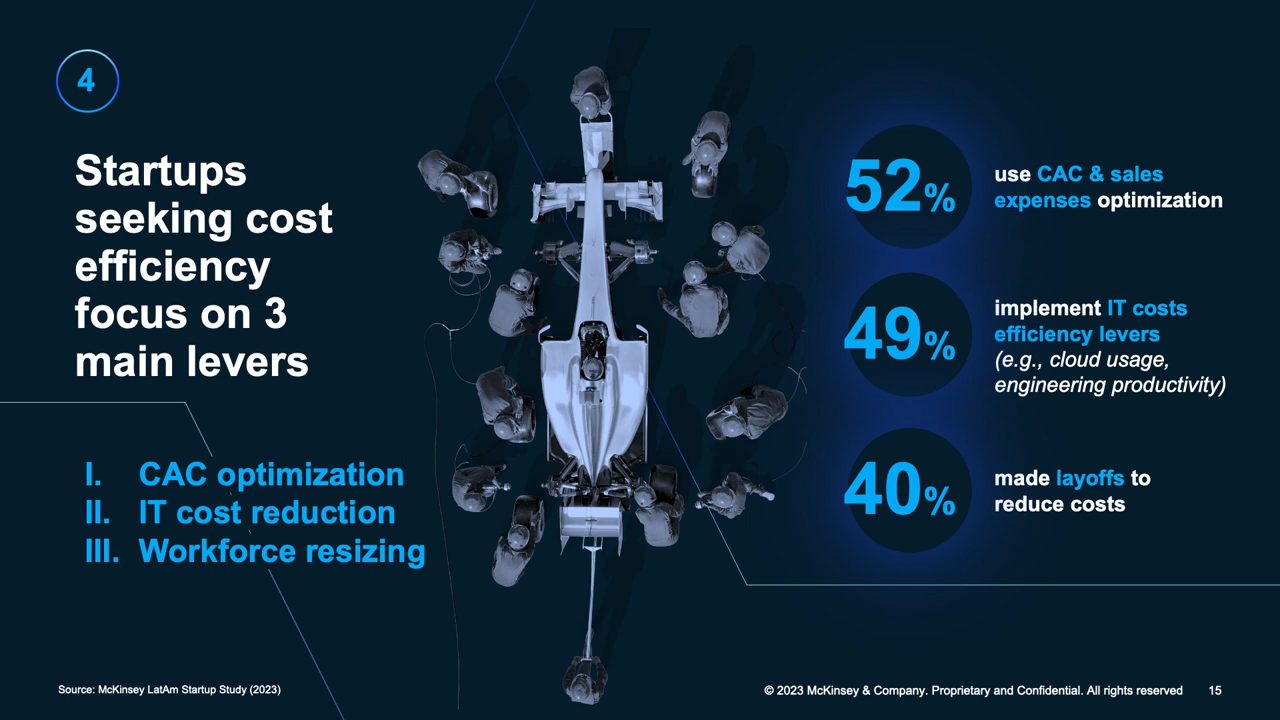 4
Startups
seeking cost
efficiency
focus on 3
main levers
I. CAC optimization
II. IT cost reduction
III. Workforce resizing
52%
use CAC & sales
expenses optimization
49%
implement IT costs
efficiency levers
(e.g., cloud usage,
engineering productivity)
40%
made layoffs to
reduce costs
Source: McKinsey LatAm Startup Study (2023)
© 2023 McKinsey & Company. Proprietary and Confidential. All rights reserved
15